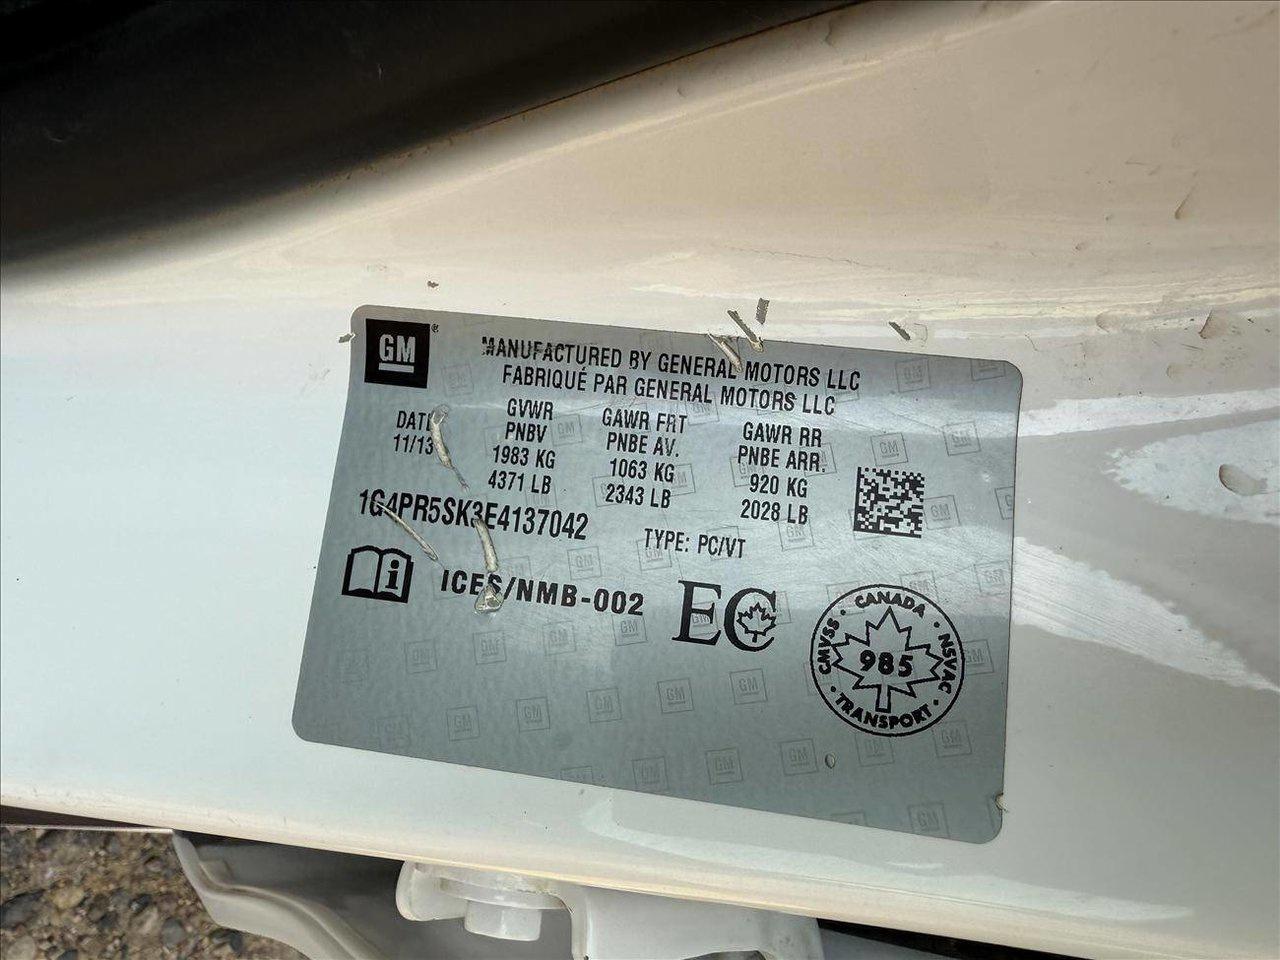 GM®
MANUFACTURED BY GENERAL MOTORS LLC
FABRIQUÉ PAR GENERAL MOTORS LLC
DATE GVWR GAWR FRT GAWR RR
11/13 PNBV PNBE AV. PNBE ARR.
1983 KG 1063 KG 920 KG
4371 LB 2343 LB 2028 LB
1G4PR5SK3E4137042
TYPE: PC/VT
i ICES/NMB-002
EC
CANADA
CMVSS • NSVAC
985
TRANSPORT